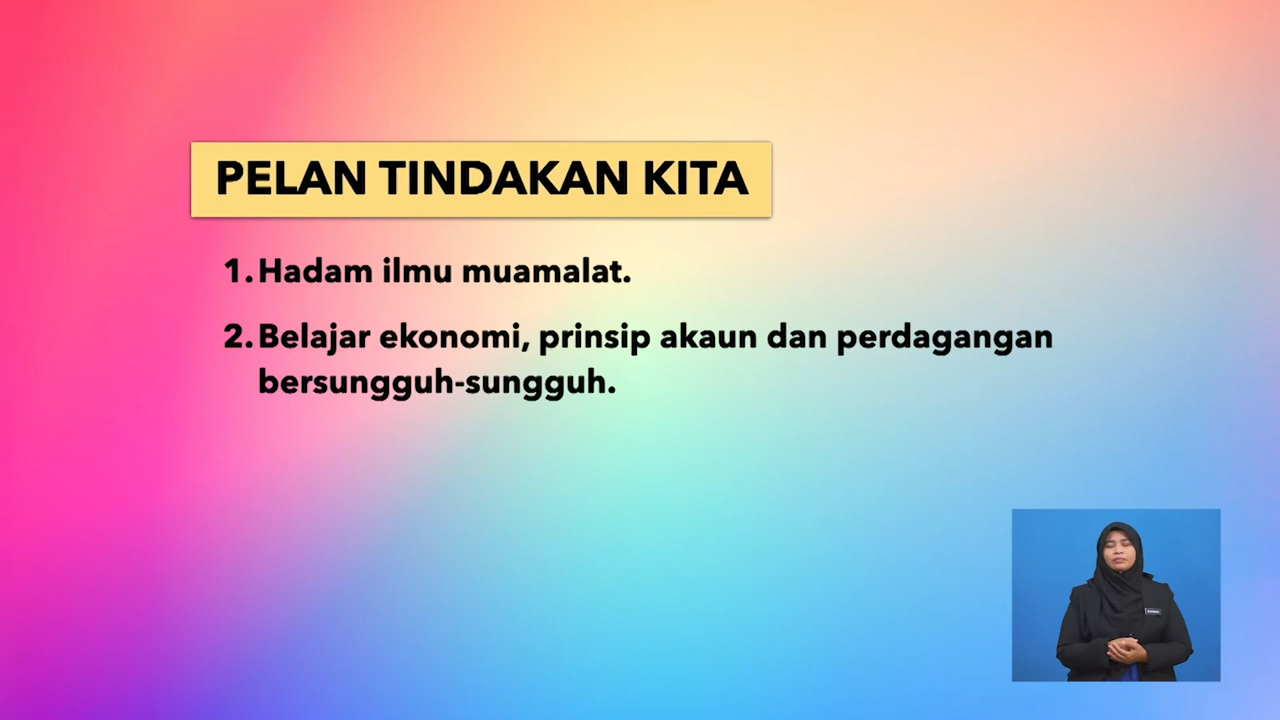 PELAN TINDAKAN KITA
1. Hadam ilmu muamalat.
2. Belajar ekonomi, prinsip akaun dan perdagangan
bersungguh-sungguh.